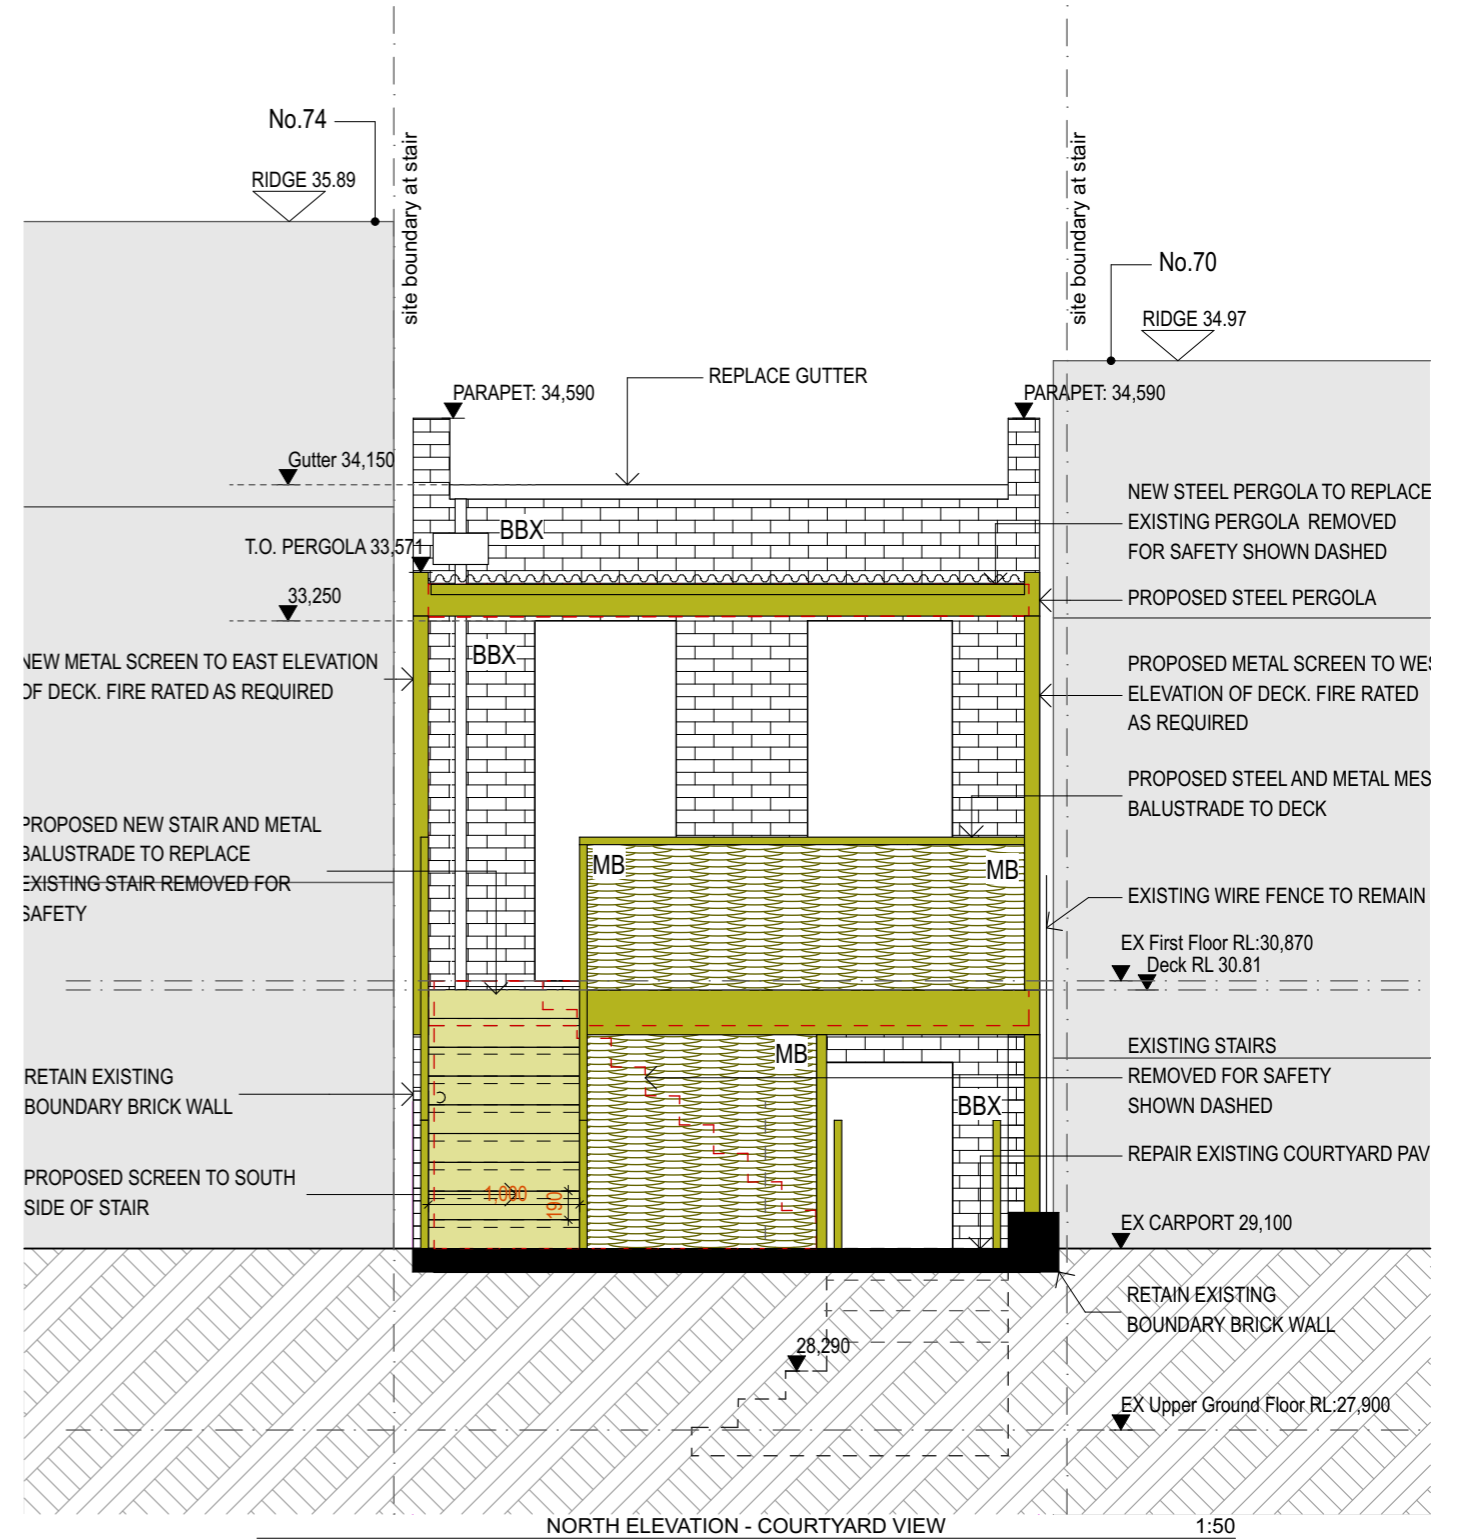 No.74
RIDGE 35.89
site boundary at stair
site boundary at stair
No.70
RIDGE 34.97
REPLACE GUTTER
PARAPET: 34,590
PARAPET: 34,590
Gutter 34,150
BBX
T.O. PERGOLA 33,571
NEW STEEL PERGOLA TO REPLACE
EXISTING PERGOLA REMOVED
FOR SAFETY SHOWN DASHED
PROPOSED STEEL PERGOLA
33,250
BBX
NEW METAL SCREEN TO EAST ELEVATION
OF DECK. FIRE RATED AS REQUIRED
PROPOSED METAL SCREEN TO WES
ELEVATION OF DECK. FIRE RATED
AS REQUIRED
PROPOSED STEEL AND METAL MES
BALUSTRADE TO DECK
PROPOSED NEW STAIR AND METAL
BALUSTRADE TO REPLACE
EXISTING STAIR REMOVED FOR
SAFETY
MB
MB
EXISTING WIRE FENCE TO REMAIN
EX First Floor RL:30,870
Deck RL 30.81
MB
EXISTING STAIRS
REMOVED FOR SAFETY
SHOWN DASHED
RETAIN EXISTING
BOUNDARY BRICK WALL
BBX
REPAIR EXISTING COURTYARD PAV
PROPOSED SCREEN TO SOUTH
SIDE OF STAIR
1,000
190
EX CARPORT 29,100
RETAIN EXISTING
BOUNDARY BRICK WALL
28,290
EX Upper Ground Floor RL:27,900
NORTH ELEVATION - COURTYARD VIEW
1:50